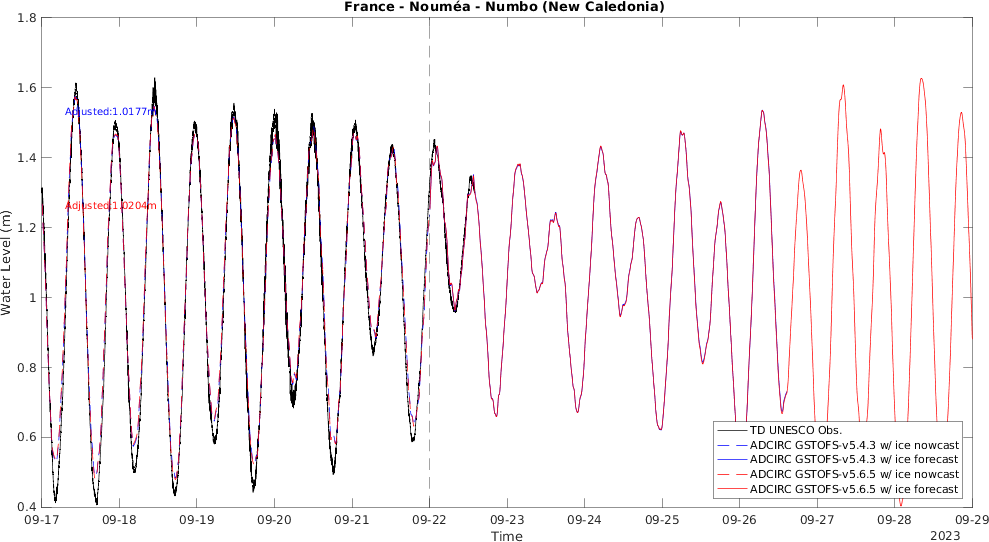 France - Nouméa - Numbo (New Caledonia)
1.8
1.6
1.4
1.2
1
0.8
0.6
0.4
Water Level (m)
Adjusted:1.0177m
Adjusted:1.0204m
TD UNESCO Obs.
ADCIRC GSTOFS-v5.4.3 w/ ice nowcast
ADCIRC GSTOFS-v5.4.3 w/ ice forecast
ADCIRC GSTOFS-v5.6.5 w/ ice nowcast
ADCIRC GSTOFS-v5.6.5 w/ ice forecast
09-17 09-18 09-19 09-20 09-21 09-22 09-23 09-24 09-25 09-26 09-27 09-28 09-29
Time
2023